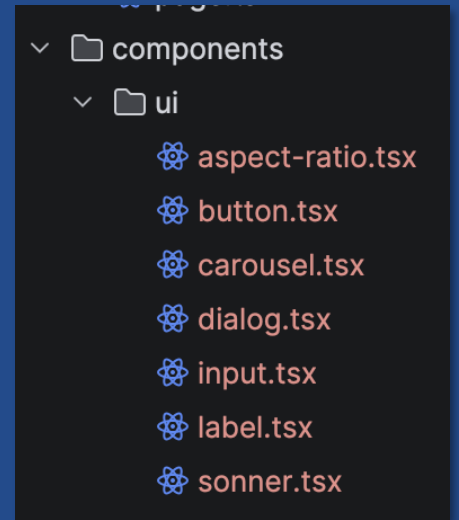 components
ui
aspect-ratio.tsx
button.tsx
carousel.tsx
dialog.tsx
input.tsx
label.tsx
sonner.tsx